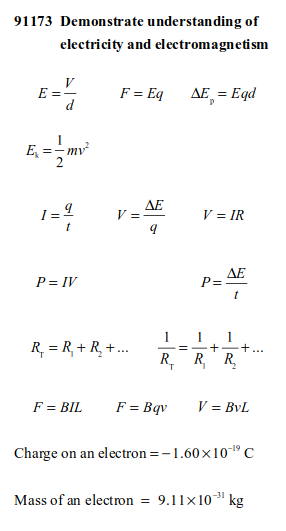 91173 Demonstrate understanding of
electricity and electromagnetism
E = V/d F = Eq ΔEₚ = Eqd
Eₖ = 1/2 mv²
I = q/t V = ΔE/q V = IR
P = IV P = ΔE/t
R_T = R₁ + R₂ + ... 1/R_T = 1/R₁ + 1/R₂ + ...
F = BIL F = Bqv V = BvL
Charge on an electron = −1.60×10⁻¹⁹ C
Mass of an electron = 9.11×10⁻³¹ kg